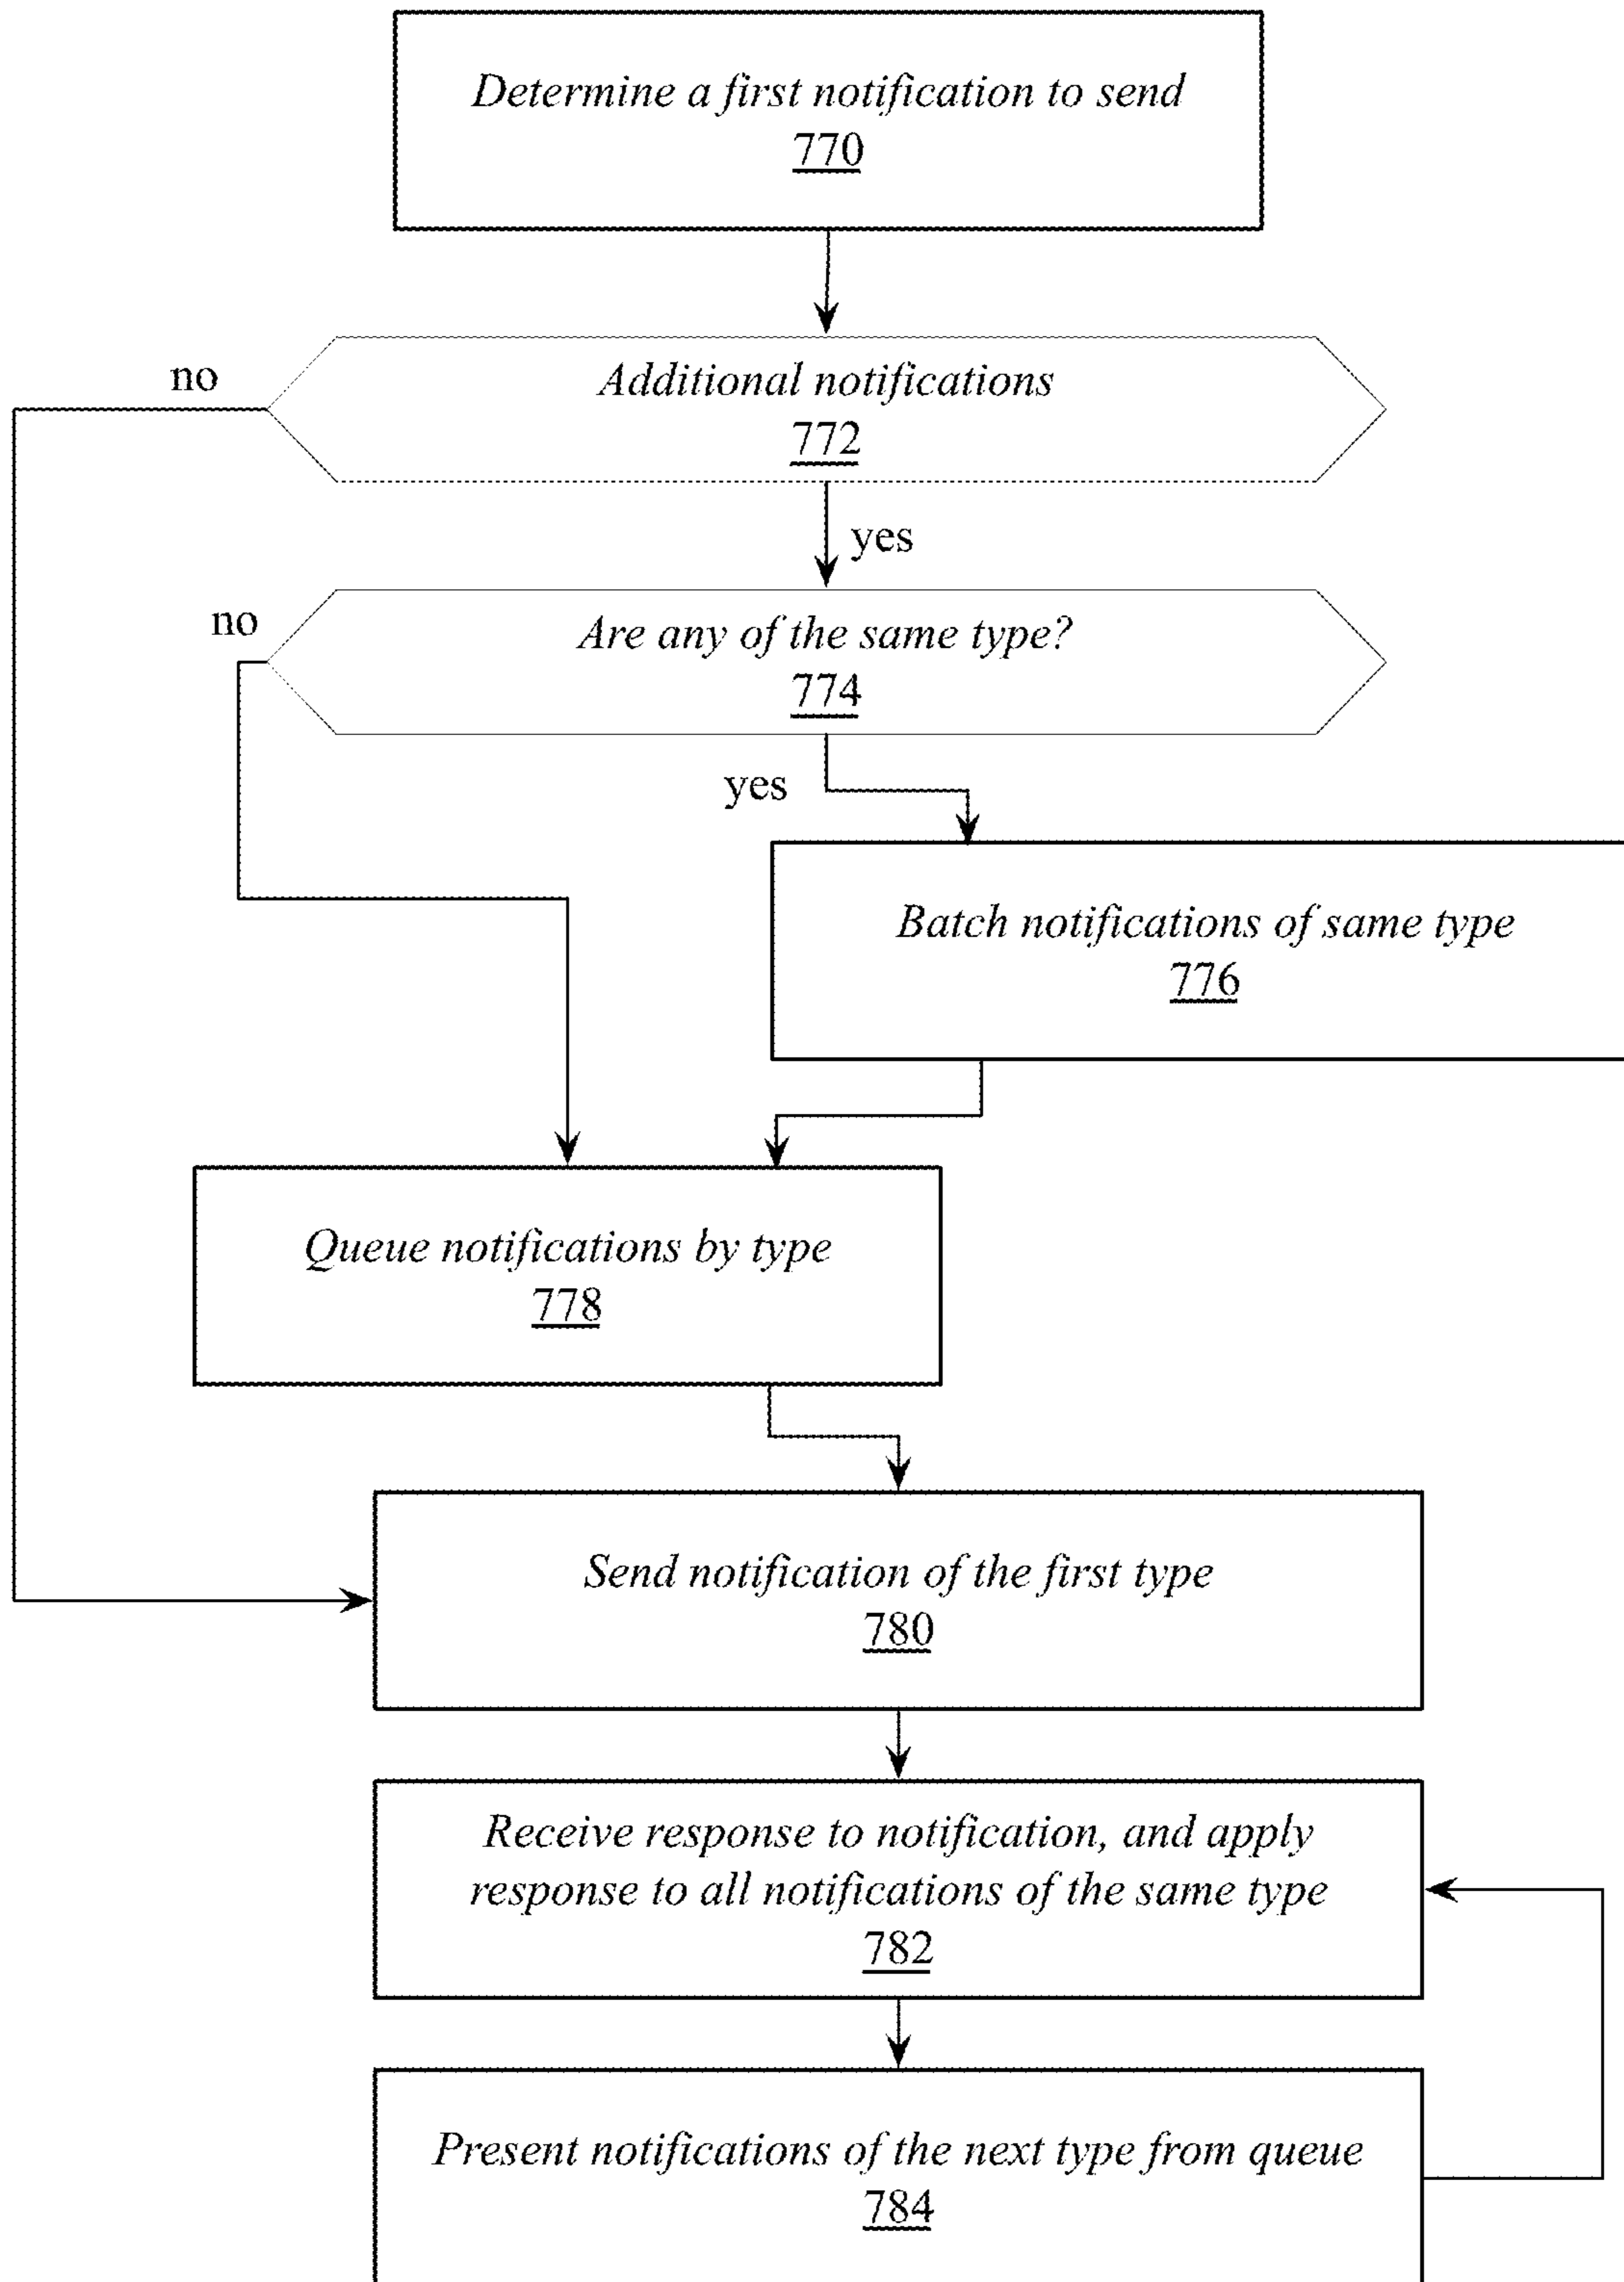 Determine a first notification to send
770
no
Additional notifications
772
yes
no
Are any of the same type?
774
yes
Batch notifications of same type
776
Queue notifications by type
778
Send notification of the first type
780
Receive response to notification, and apply
response to all notifications of the same type
782
Present notifications of the next type from queue
784